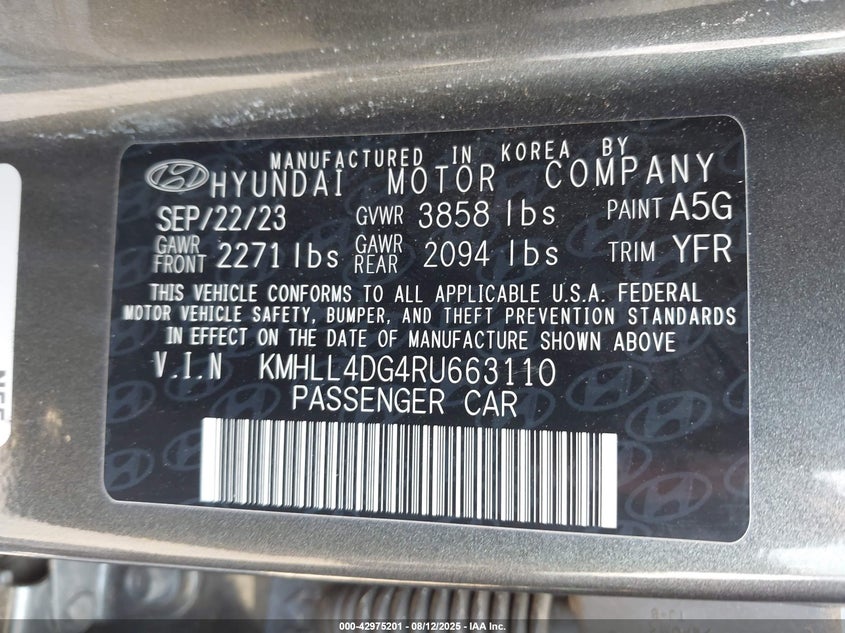 MANUFACTURED IN KOREA BY
HYUNDAI MOTOR COMPANY
SEP/22/23 GVWR 3858 lbs PAINT A5G
GAWR FRONT 2271 lbs GAWR REAR 2094 lbs TRIM YFR
THIS VEHICLE CONFORMS TO ALL APPLICABLE U.S.A. FEDERAL
MOTOR VEHICLE SAFETY, BUMPER, AND THEFT PREVENTION STANDARDS
IN EFFECT ON THE DATE OF MANUFACTURE SHOWN ABOVE
V.I.N KMHLL4DG4RU663110
PASSENGER CAR
000-42975201 - 08/12/2025 - IAA Inc.